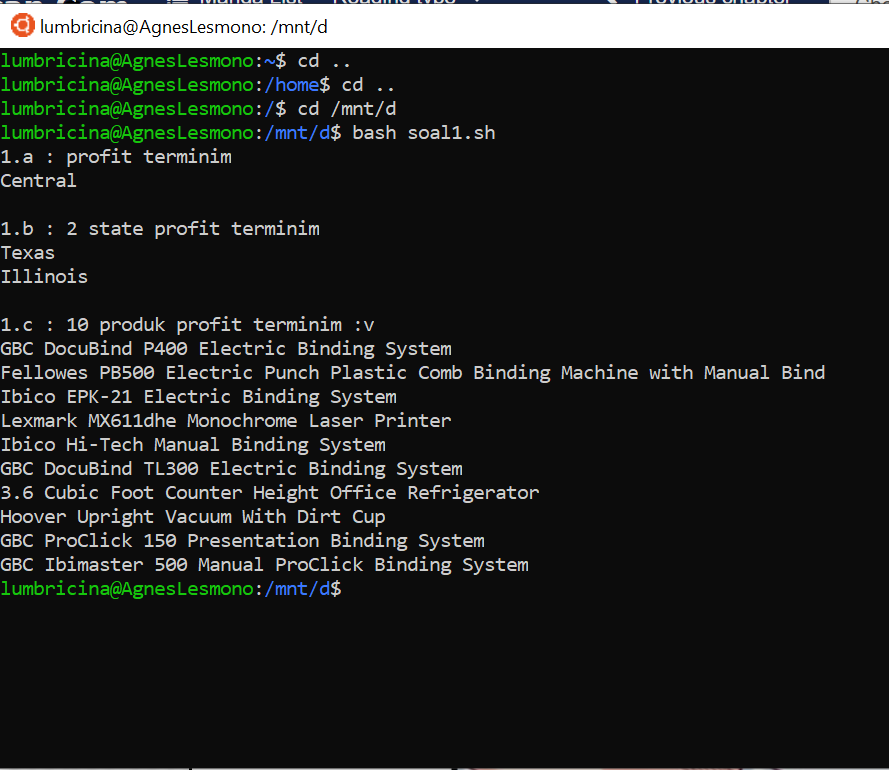 lumbricina@AgnesLesmono: /mnt/d
lumbricina@AgnesLesmono:~$ cd ..
lumbricina@AgnesLesmono:/home$ cd ..
lumbricina@AgnesLesmono:/$ cd /mnt/d
lumbricina@AgnesLesmono:/mnt/d$ bash soal1.sh
1.a : profit terminim
Central
1.b : 2 state profit terminim
Texas
Illinois
1.c : 10 produk profit terminim :v
GBC DocuBind P400 Electric Binding System
Fellowes PB500 Electric Punch Plastic Comb Binding Machine with Manual Bind
Ibico EPK-21 Electric Binding System
Lexmark MX611dhe Monochrome Laser Printer
Ibico Hi-Tech Manual Binding System
GBC DocuBind TL300 Electric Binding System
3.6 Cubic Foot Counter Height Office Refrigerator
Hoover Upright Vacuum With Dirt Cup
GBC ProClick 150 Presentation Binding System
GBC Ibimaster 500 Manual ProClick Binding System
lumbricina@AgnesLesmono:/mnt/d$